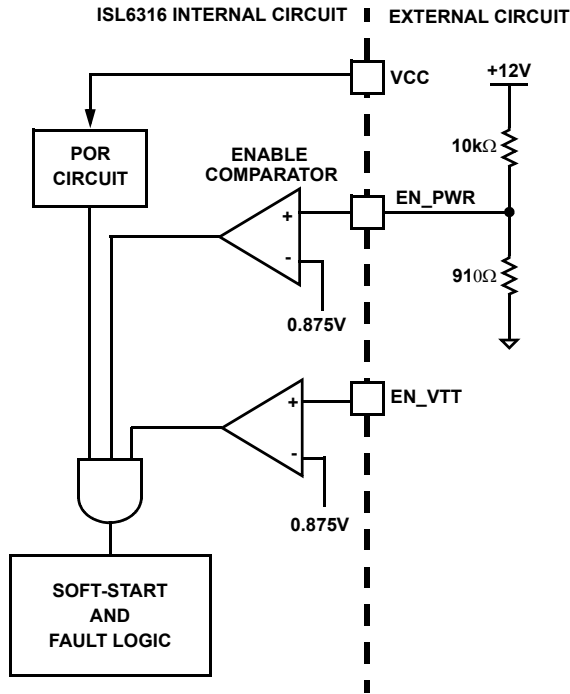 ISL6316 INTERNAL CIRCUIT
EXTERNAL CIRCUIT
VCC
+12V
POR
CIRCUIT
10kΩ
ENABLE
COMPARATOR
EN_PWR
+
-
910Ω
0.875V
EN_VTT
+
-
0.875V
SOFT-START
AND
FAULT LOGIC